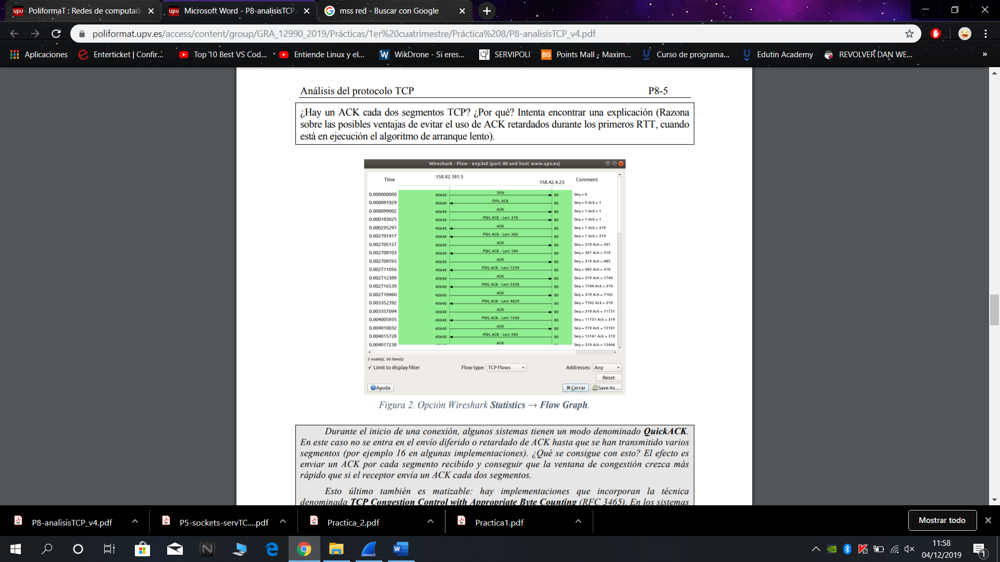 PoliformaT : Redes de computad
Microsoft Word - P8-analisisTCP.
mss red - Buscar con Google
poliformat.upv.es/access/content/group/GRA_12990_2019/Prácticas/1er%20cuatrimestre/Práctica%208/P8-analisisTCP_v4.pdf
Aplicaciones
Enterticket | Confir...
Top 10 Best VS Cod...
Entiende Linux y el...
WikDrone - Si eres...
SERVIPOLI
Points Mall - Maxim...
Curso de programa...
Edutin Academy
REVOLVER DAN WE...
»
Análisis del protocolo TCP P8-5
¿Hay un ACK cada dos segmentos TCP? ¿Por qué? Intenta encontrar una explicación (Razona
sobre las posibles ventajas de evitar el uso de ACK retardados durante los primeros RTT, cuando
está en ejecución el algoritmo de arranque lento).
Wireshark · Flow · enp3s0 (port 80 and host www.upv.es)
Time 158.42.181.5 158.42.4.23 Comment
0.000000000 40640 SYN 80 Seq = 0
0.000091929 40640 SYN, ACK 80 Seq = 0 Ack = 1
0.000099002 40640 ACK 80 Seq = 1 Ack = 1
0.000183025 40640 PSH, ACK - Len: 318 80 Seq = 1 Ack = 1
0.000295297 40640 ACK 80 Seq = 1 Ack = 319
0.002701417 40640 PSH, ACK - Len: 300 80 Seq = 1 Ack = 319
0.002705157 40640 ACK 80 Seq = 319 Ack = 301
0.002708103 40640 PSH, ACK - Len: 184 80 Seq = 301 Ack = 319
0.002709765 40640 ACK 80 Seq = 319 Ack = 485
0.002711056 40640 PSH, ACK - Len: 1259 80 Seq = 485 Ack = 319
0.002712389 40640 ACK 80 Seq = 319 Ack = 1744
0.002716539 40640 PSH, ACK - Len: 5358 80 Seq = 1744 Ack = 319
0.002718460 40640 ACK 80 Seq = 319 Ack = 7102
0.003352392 40640 PSH, ACK - Len: 4629 80 Seq = 7102 Ack = 319
0.003357094 40640 ACK 80 Seq = 319 Ack = 11731
0.004005935 40640 PSH, ACK - Len: 1430 80 Seq = 11731 Ack = 319
0.004010032 40640 ACK 80 Seq = 319 Ack = 13161
0.004015728 40640 PSH, ACK - Len: 285 80 Seq = 13161 Ack = 319
0.004017238 ACK Seq = 319 Ack = 13446
2 node(s), 56 item(s)
Limit to display filter Flow type: TCP Flows Addresses: Any
Reset
Ayuda Cerrar Save As...
Figura 2. Opción Wireshark Statistics → Flow Graph.
Durante el inicio de una conexión, algunos sistemas tienen un modo denominado QuickACK.
En este caso no se entra en el envío diferido o retardado de ACK hasta que se han transmitido varios
segmentos (por ejemplo 16 en algunas implementaciones). ¿Qué se consigue con esto? El efecto es
enviar un ACK por cada segmento recibido y conseguir que la ventana de congestión crezca más
rápido que si el receptor envía un ACK cada dos segmentos.
Esto último también es matizable: hay implementaciones que incorporan la técnica
denominada TCP Congestion Control with Appropriate Byte Counting (RFC 3465). En los sistemas
P8-analisisTCP_v4.pdf
P5-sockets-servTC....pdf
Practica_2.pdf
Practica1.pdf
Mostrar todo
11:58
04/12/2019
1